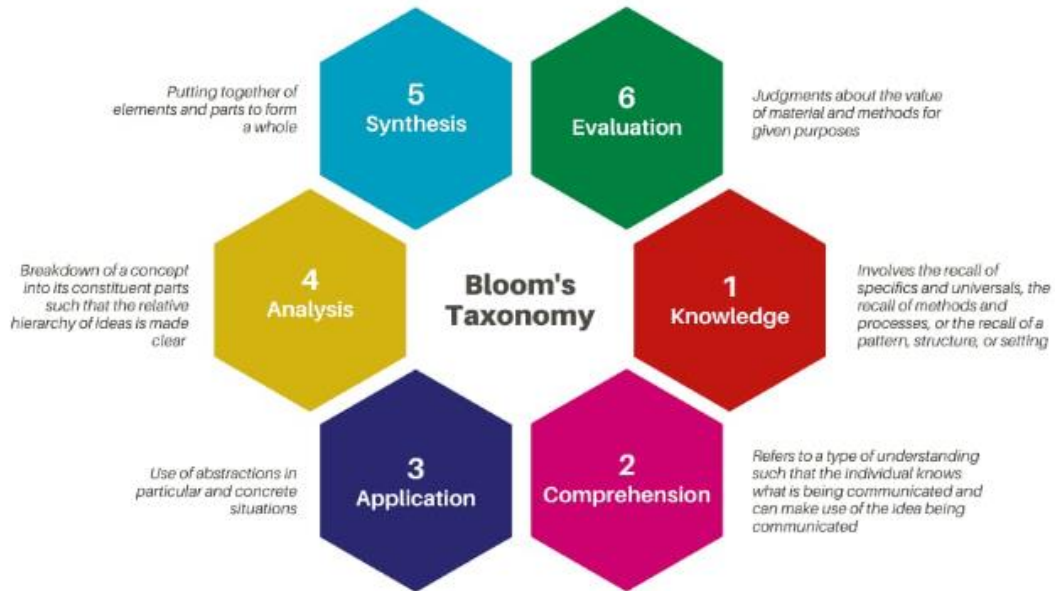 Bloom's
Taxonomy
1
Knowledge
Involves the recall of
specifics and universals, the
recall of methods and
processes, or the recall of a
pattern, structure, or setting
2
Comprehension
Refers to a type of understanding
such that the individual knows
what is being communicated and
can make use of the idea being
communicated
3
Application
Use of abstractions in
particular and concrete
situations
4
Analysis
Breakdown of a concept
into its constituent parts
such that the relative
hierarchy of ideas is made
clear
5
Synthesis
Putting together of
elements and parts to form
a whole
6
Evaluation
Judgments about the value
of material and methods for
given purposes